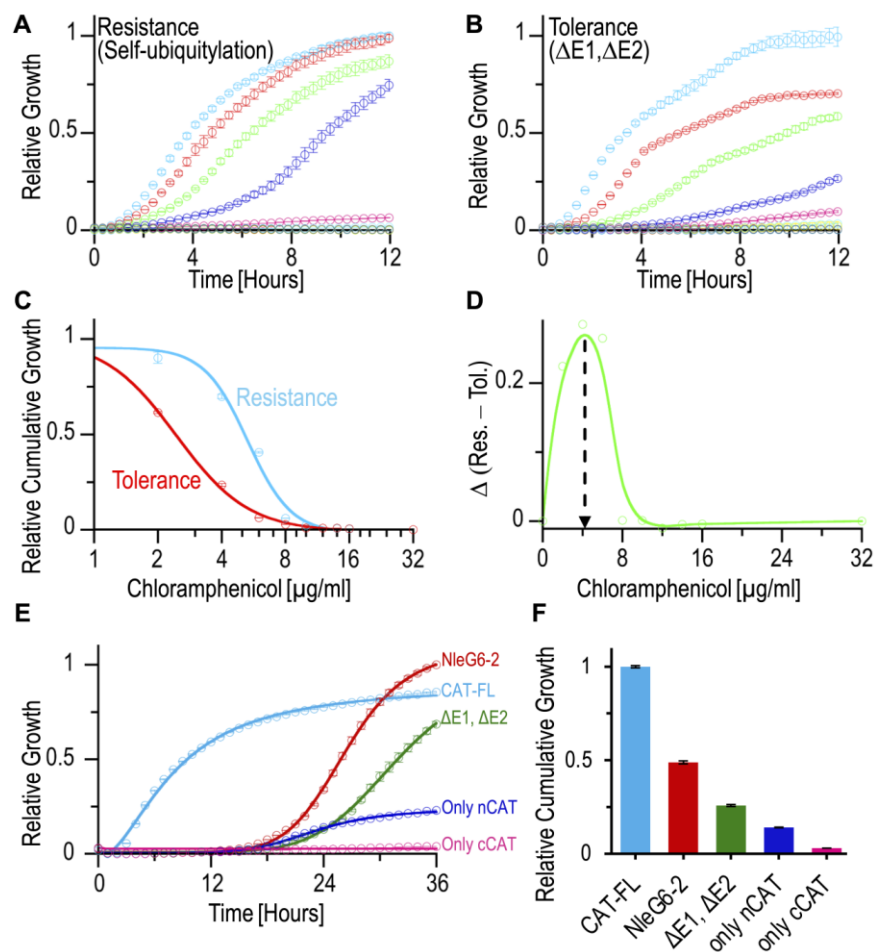 A
Resistance
(Self-ubiquitylation)
Relative Growth
1
0.5
0
0 4 8 12
Time [Hours]
B
Tolerance
(ΔE1,ΔE2)
Relative Growth
1
0.5
0
0 4 8 12
Time [Hours]
C
Relative Cumulative Growth
1
0.5
0
Resistance
Tolerance
1 2 4 8 16 32
Chloramphenicol [µg/ml]
D
Δ (Res. – Tol.)
0.2
0
0 8 16 24 32
Chloramphenicol [µg/ml]
E
Relative Growth
1
0.5
0
NleG6-2
CAT-FL
ΔE1, ΔE2
Only nCAT
Only cCAT
0 12 24 36
Time [Hours]
F
Relative Cumulative Growth
1
0.5
0
CAT-FL
NleG6-2
ΔE1, ΔE2
only nCAT
only cCAT